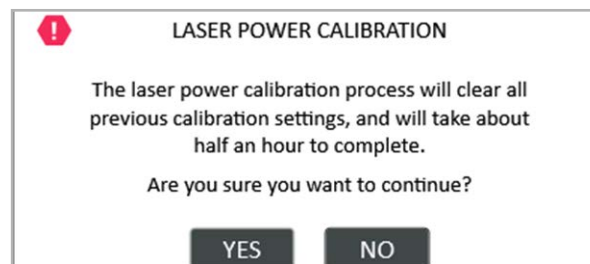 LASER POWER CALIBRATION
The laser power calibration process will clear all
previous calibration settings, and will take about
half an hour to complete.
Are you sure you want to continue?
YES NO